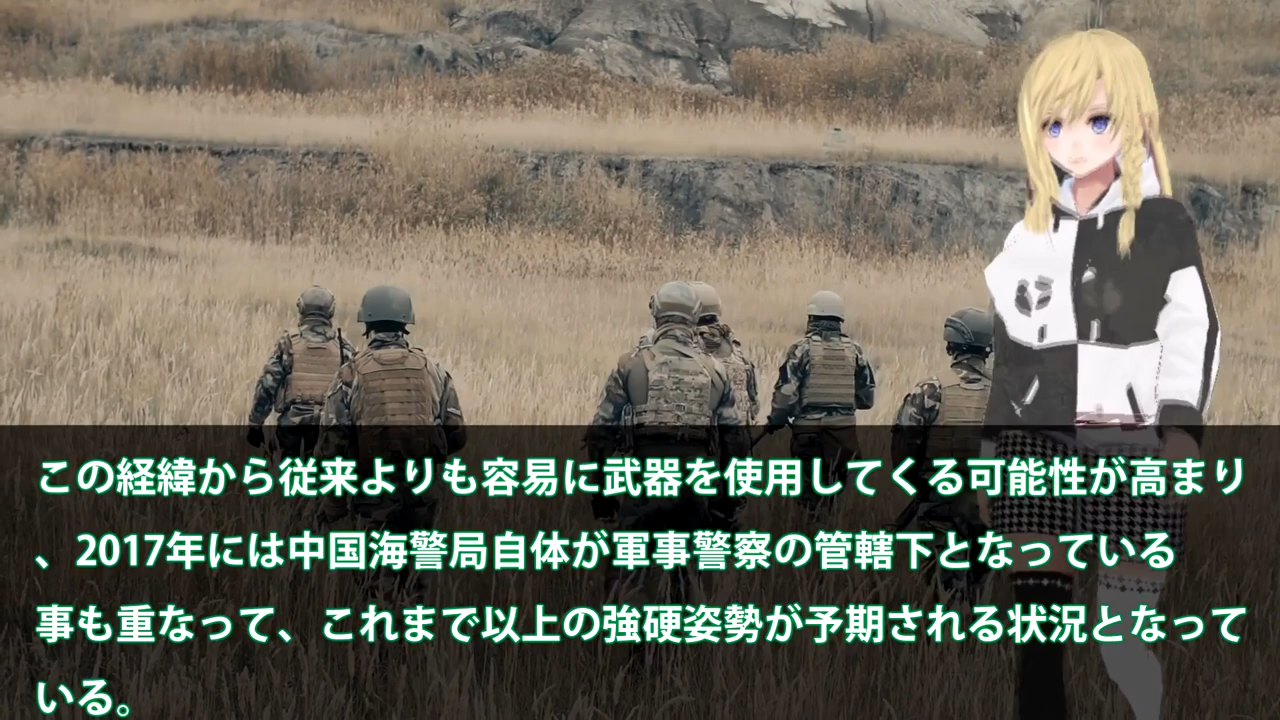 この経緯から従来よりも容易に武器を使用してくる可能性が高まり
、2017年には中国海警局自体が軍事警察の管轄下となっている
事も重なって、これまで以上の強硬姿勢が予期される状況となって
いる。